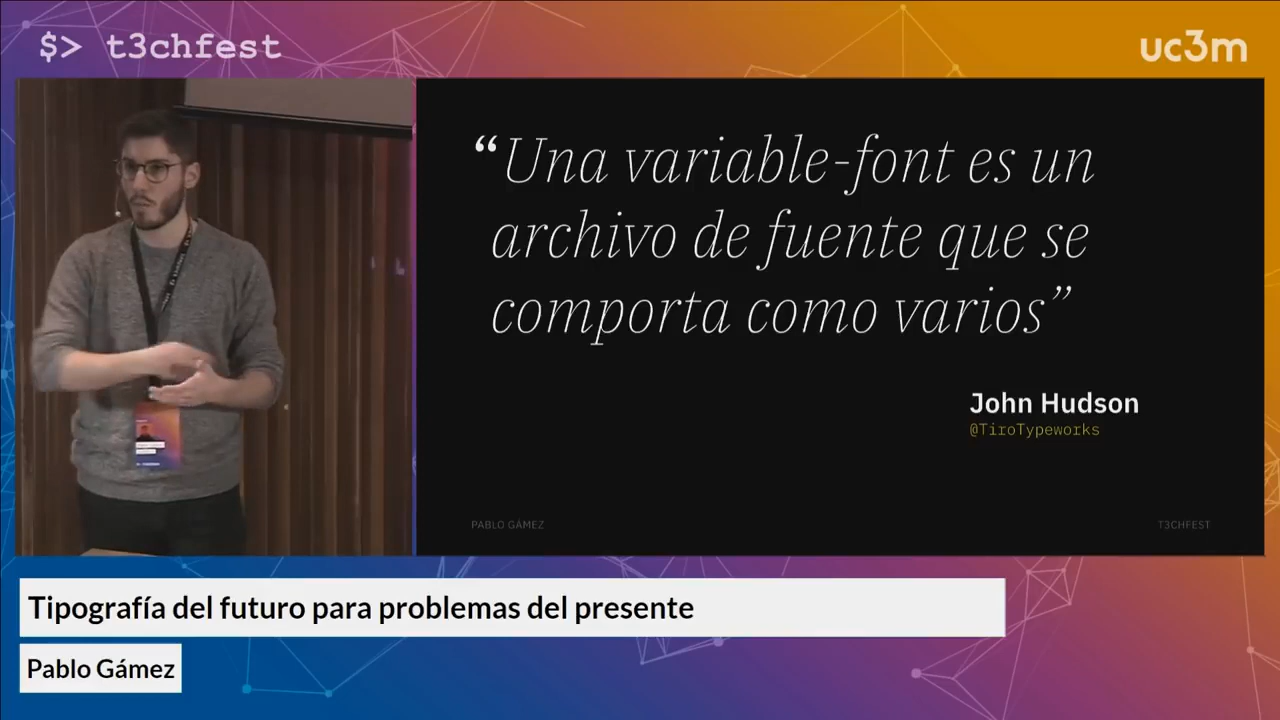 $> t3chfest
uc3m
“Una variable-font es un
archivo de fuente que se
comporta como varios”
John Hudson
@TiroTypeworks
PABLO GÁMEZ
T3CHFEST
Tipografía del futuro para problemas del presente
Pablo Gámez